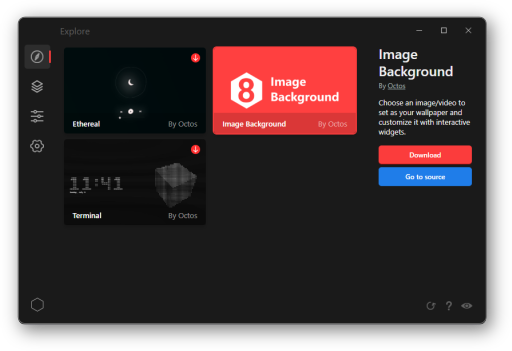 Explore
Ethereal
By Octos
8
Image
Background
Image Background
By Octos
11:41
Terminal
By Octos
Image
Background
By Octos
Choose an image/video to
set as your wallpaper and
customize it with interactive
widgets.
Download
Go to source
?